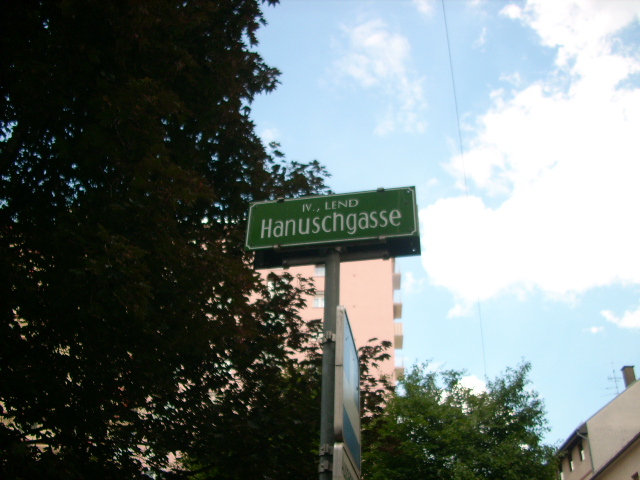 IV., LEND
Hanuschgasse